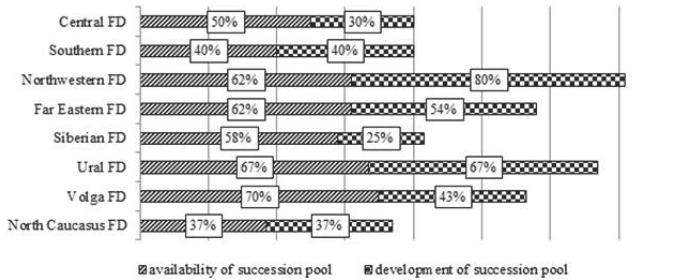 Central FD 50% 30%
Southern FD 40% 40%
Northwestern FD 62% 80%
Far Eastern FD 62% 54%
Siberian FD 58% 25%
Ural FD 67% 67%
Volga FD 70% 43%
North Caucasus FD 37% 37%
availability of succession pool development of succession pool